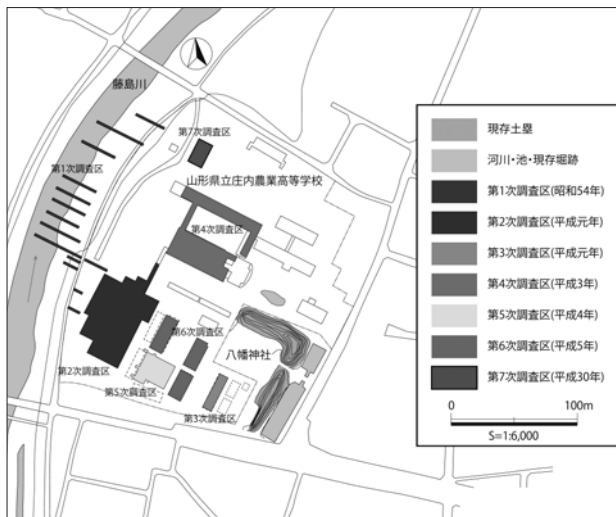 藤島川
第7次調査区
第1次調査区
山形県立庄内農業高等学校
第4次調査区
第6次調査区
八幡神社
第2次調査区
第5次調査区
第3次調査区
現存土塁
河川・池・現存堀跡
第1次調査区(昭和54年)
第2次調査区(平成元年)
第3次調査区(平成元年)
第4次調査区(平成3年)
第5次調査区(平成4年)
第6次調査区(平成5年)
第7次調査区(平成30年)
0 100m
S=1:6,000